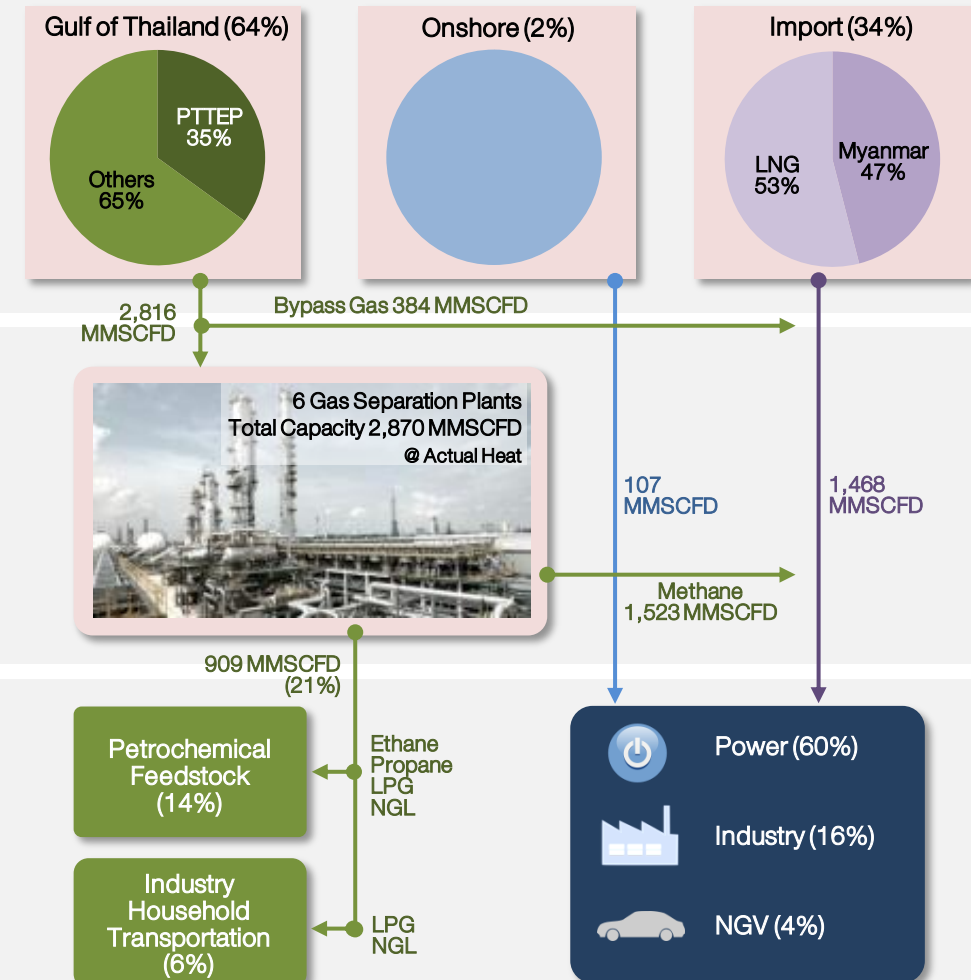 Gulf of Thailand (64%)
Onshore (2%)
Import (34%)
PTTEP
35%
Others
65%
LNG
53%
Myanmar
47%
2,816
MMSCFD
Bypass Gas 384 MMSCFD
6 Gas Separation Plants
Total Capacity 2,870 MMSCFD
@ Actual Heat
107
MMSCFD
1,468
MMSCFD
Methane
1,523 MMSCFD
909 MMSCFD
(21%)
Petrochemical
Feedstock
(14%)
Ethane
Propane
LPG
NGL
Industry
Household
Transportation
(6%)
LPG
NGL
Power (60%)
Industry (16%)
NGV (4%)